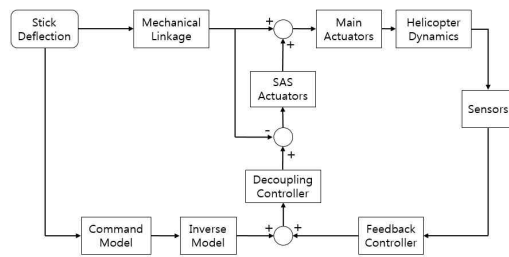 Stick
Deflection
Mechanical
Linkage
+
+
Main
Actuators
Helicopter
Dynamics
SAS
Actuators
Sensors
-
+
Decoupling
Controller
Command
Model
Inverse
Model
+
+
Feedback
Controller